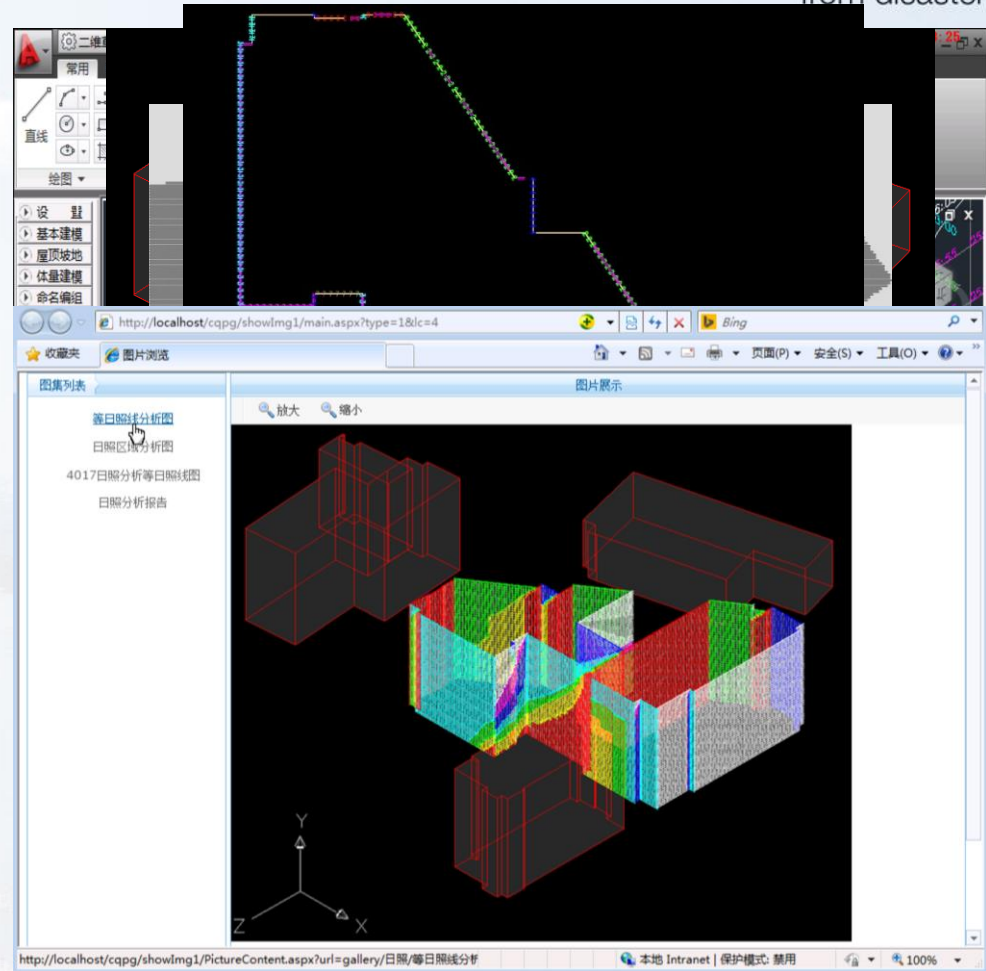 from disaster
二维
常用
直线
绘图
设 置
基本建模
屋顶坡地
体量建模
命名编组
http://localhost/cqpg/showImg1/main.aspx?type=1&lc=4
Bing
收藏夹
图片浏览
页面(P)
安全(S)
工具(O)
图集列表
图片展示
等日照线分析图
放大
缩小
日照区域分析图
4017日照分析等日照线图
日照分析报告
Y
Z
X
http://localhost/cqpg/showImg1/PictureContent.aspx?url=gallery/日照/等日照线分析
本地 Intranet | 保护模式: 禁用
100%